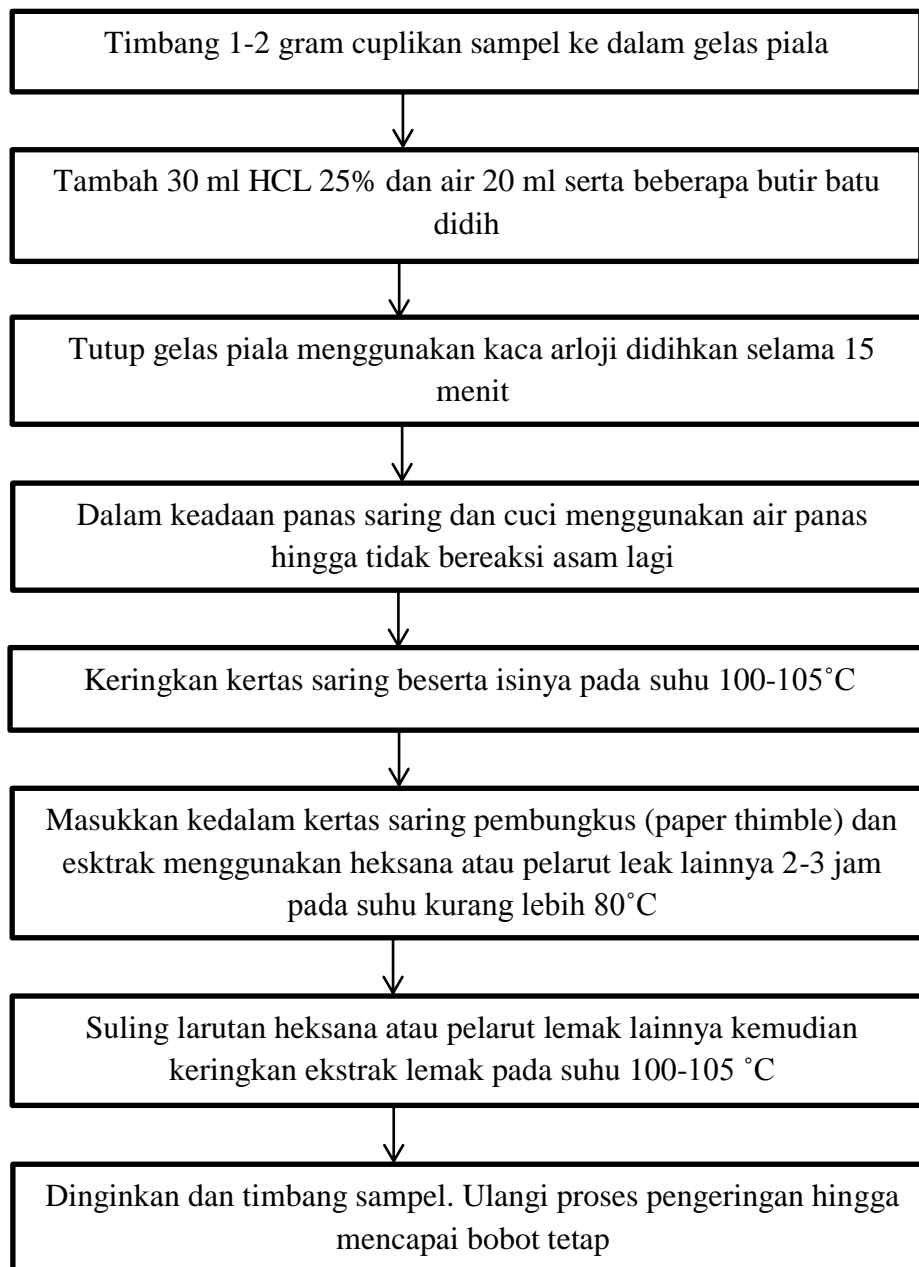 Timbang 1-2 gram cuplikan sampel ke dalam gelas piala
Tambah 30 ml HCL 25% dan air 20 ml serta beberapa butir batu
didih
Tutup gelas piala menggunakan kaca arloji didihkan selama 15
menit
Dalam keadaan panas saring dan cuci menggunakan air panas
hingga tidak bereaksi asam lagi
Keringkan kertas saring beserta isinya pada suhu 100-105˚C
Masukkan kedalam kertas saring pembungkus (paper thimble) dan
esktrak menggunakan heksana atau pelarut leak lainnya 2-3 jam
pada suhu kurang lebih 80˚C
Suling larutan heksana atau pelarut lemak lainnya kemudian
keringkan ekstrak lemak pada suhu 100-105 ˚C
Dinginkan dan timbang sampel. Ulangi proses pengeringan hingga
mencapai bobot tetap